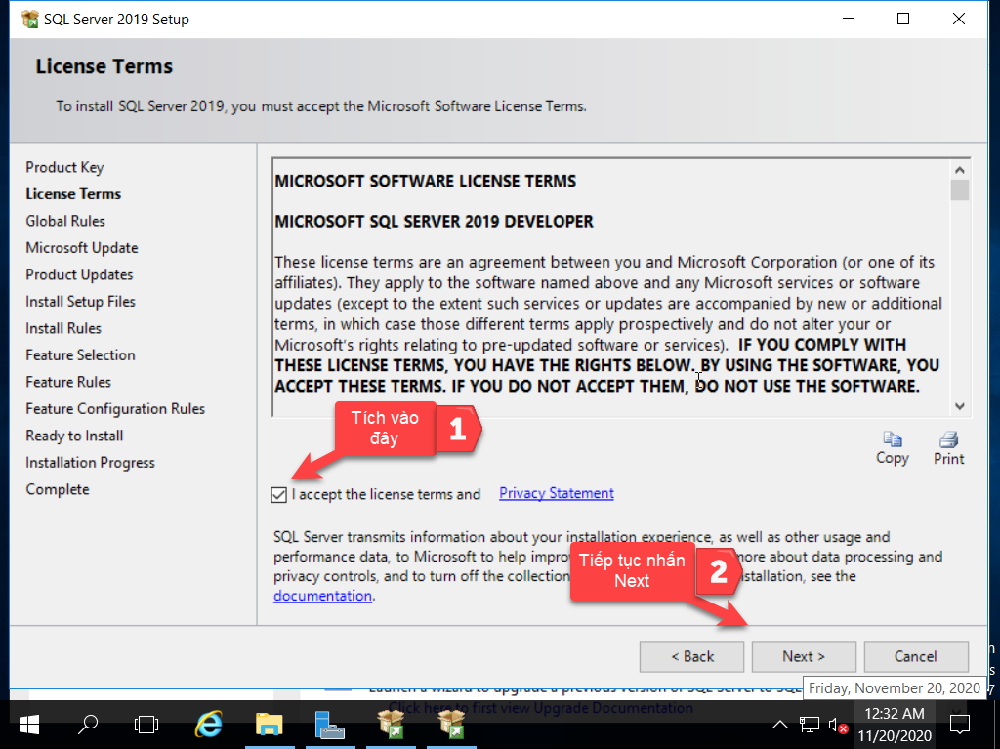 SQL Server 2019 Setup
License Terms
To install SQL Server 2019, you must accept the Microsoft Software License Terms.
Product Key
License Terms
Global Rules
Microsoft Update
Product Updates
Install Setup Files
Install Rules
Feature Selection
Feature Rules
Feature Configuration Rules
Ready to Install
Installation Progress
Complete
MICROSOFT SOFTWARE LICENSE TERMS
MICROSOFT SQL SERVER 2019 DEVELOPER
These license terms are an agreement between you and Microsoft Corporation (or one of its
affiliates). They apply to the software named above and any Microsoft services or software
updates (except to the extent such services or updates are accompanied by new or additional
terms, in which case those different terms apply prospectively and do not alter your or
Microsoft's rights relating to pre-updated software or services). IF YOU COMPLY WITH
THESE LICENSE TERMS, YOU HAVE THE RIGHTS BELOW. BY USING THE SOFTWARE, YOU
ACCEPT THESE TERMS. IF YOU DO NOT ACCEPT THEM, DO NOT USE THE SOFTWARE.
Copy
Print
Tích vào
đây
1
I accept the license terms and Privacy Statement
SQL Server transmits information about your installation experience, as well as other usage and
performance data, to Microsoft to help impro more about data processing and
privacy controls, and to turn off the collection stallation, see the
documentation.
Tiếp tục nhấn
Next
2
< Back
Next >
Cancel
Launch a wizard to upgrade a previous version of SQL Server to SQL
Click here to first view Upgrade Documentation
Friday, November 20, 2020
12:32 AM
11/20/2020